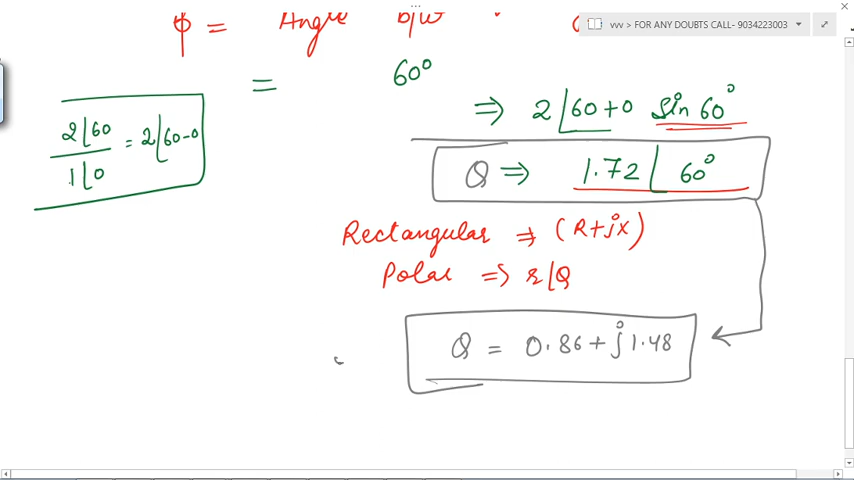 vvv > FOR ANY DOUBTS CALL- 9034223003
ϕ = Angle b/w
= 60°
2∠60 / 1∠0 = 2∠60-0
⇒ 2∠60+0 sin 60°
Q ⇒ 1.72∠60°
Rectangular ⇒ (R+jX)
Polar ⇒ r∠Q
Q = 0.86+j1.48